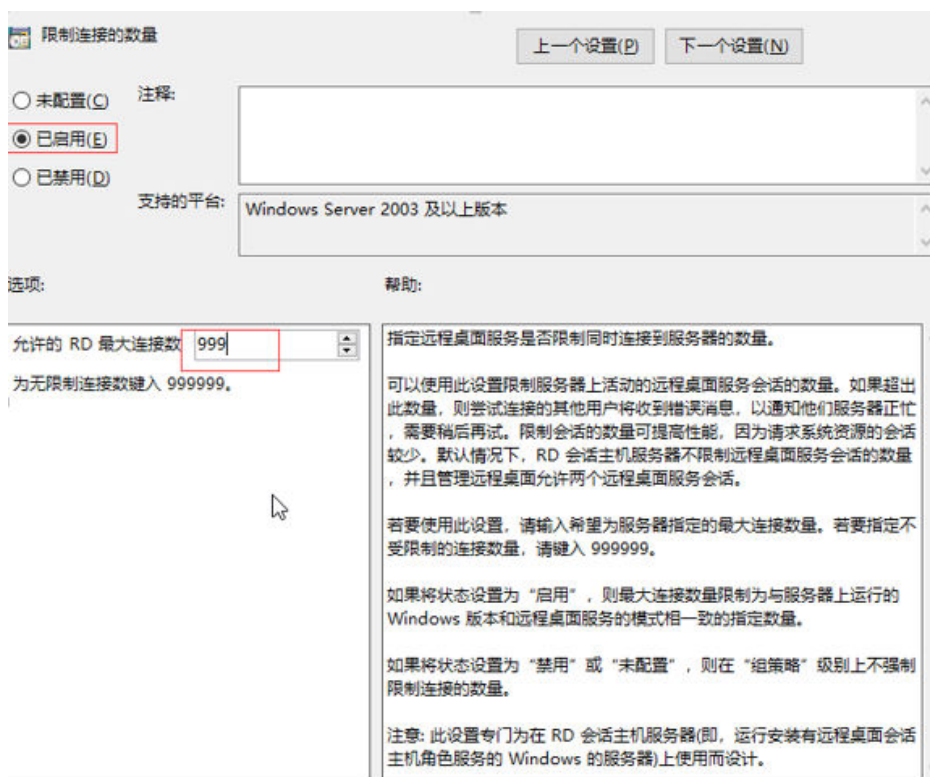 限制连接的数量
上一个设置(P)
下一个设置(N)
未配置(C)
注释:
已启用(E)
已禁用(D)
支持的平台:
Windows Server 2003 及以上版本
选项:
帮助:
允许的 RD 最大连接数
999
为无限制连接数键入 999999。
指定远程桌面服务是否限制同时连接到服务器的数量。
可以使用此设置限制服务器上活动的远程桌面服务会话的数量。如果超出
此数量，则尝试连接的其他用户将收到错误消息，以通知他们服务器正忙
，需要稍后再试。限制会话的数量可提高性能，因为请求系统资源的会话
较少。默认情况下，RD 会话主机服务器不限制远程桌面服务会话的数量
，并且管理远程桌面允许两个远程桌面服务会话。
若要使用此设置，请输入希望为服务器指定的最大连接数量。若要指定不
受限制的连接数量，请键入 999999。
如果将状态设置为“启用”，则最大连接数量限制为与服务器上运行的
Windows 版本和远程桌面服务的模式相一致的指定数量。
如果将状态设置为“禁用”或“未配置”，则在“组策略”级别上不强制
限制连接的数量。
注意: 此设置专门为在 RD 会话主机服务器(即，运行安装有远程桌面会话
主机角色服务的 Windows 的服务器)上使用而设计。